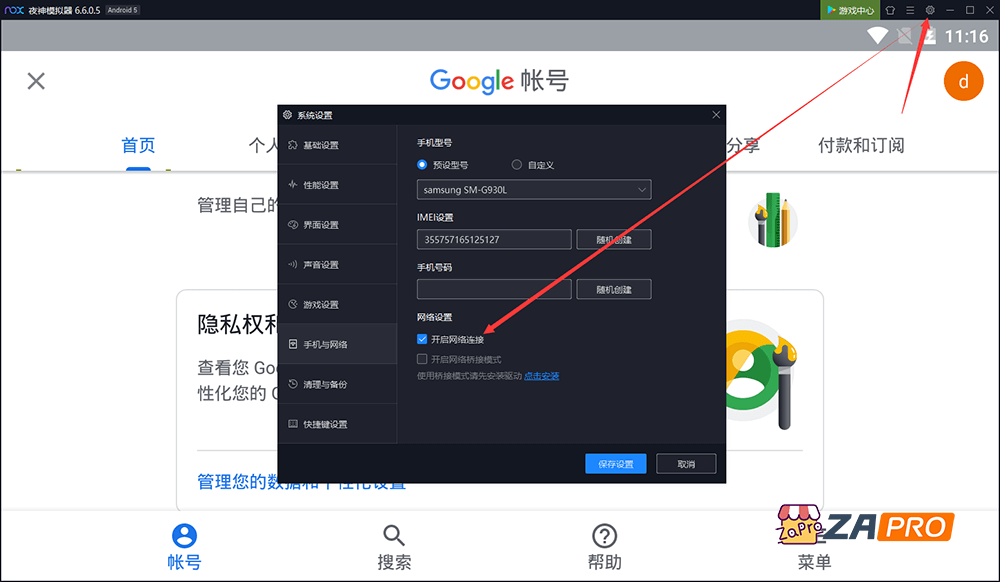 nox 夜神模拟器 6.6.0.5 Android 5 游戏中心
11:16
Google 帐号
d
首页 个人 分享 付款和订阅
管理自己的
隐私权和
查看您 Goo
性化您的 G
管理您的数据和个性化设置
系统设置
基础设置
性能设置
界面设置
声音设置
游戏设置
手机与网络
清理与备份
快捷键设置
手机型号
预设型号 自定义
samsung SM-G930L
IMEI设置
355757165125127 随机创建
手机号码
随机创建
网络设置
开启网络连接
开启网络桥接模式
使用桥接模式请先安装驱动 点击安装
保存设置 取消
帐号 搜索 帮助 菜单
ZaPro ZAPRO